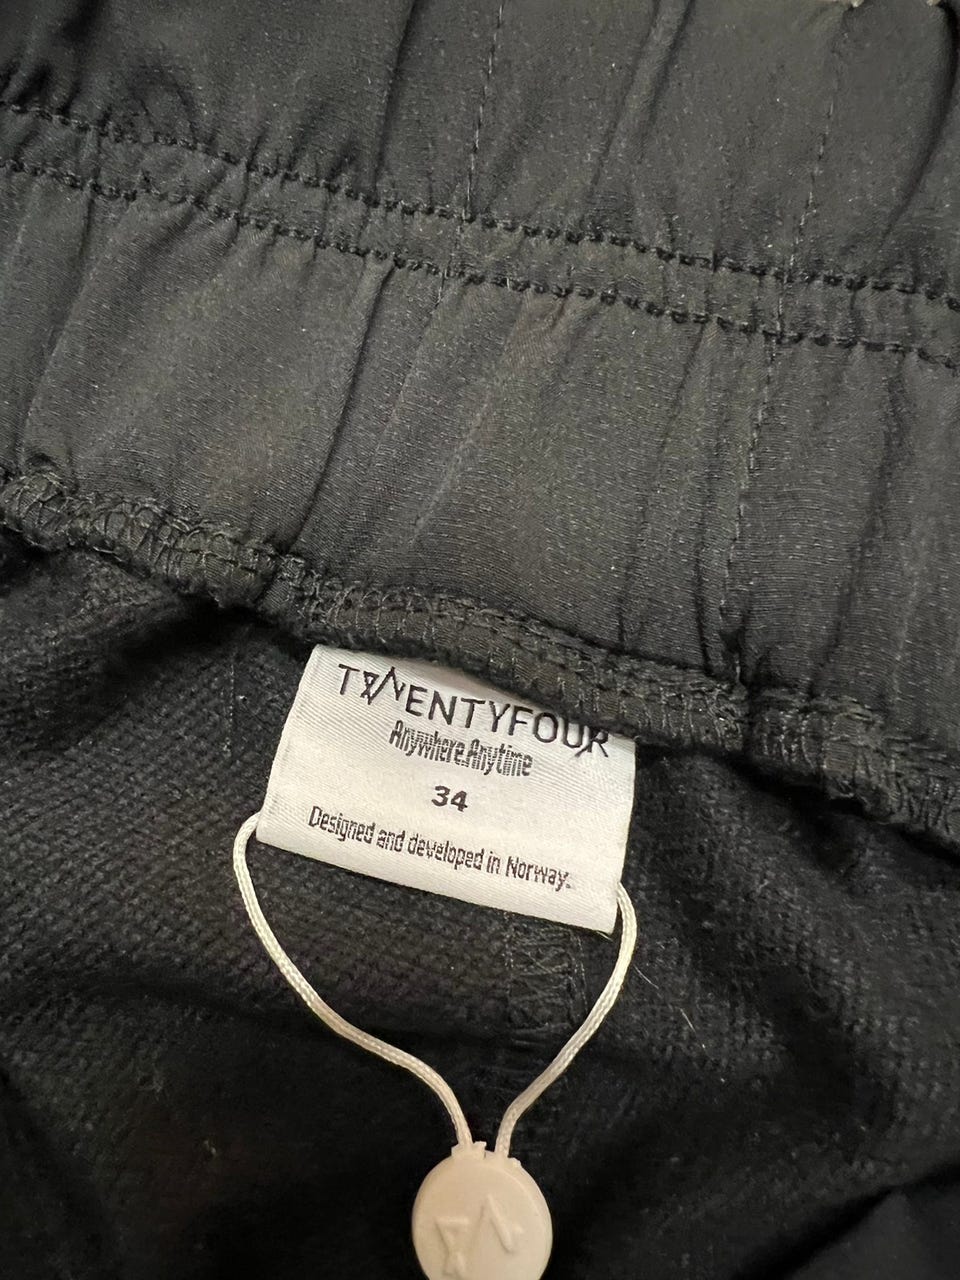 TWENTYFOUR
Anywhere.Anytime
34
Designed and developed in Norway.